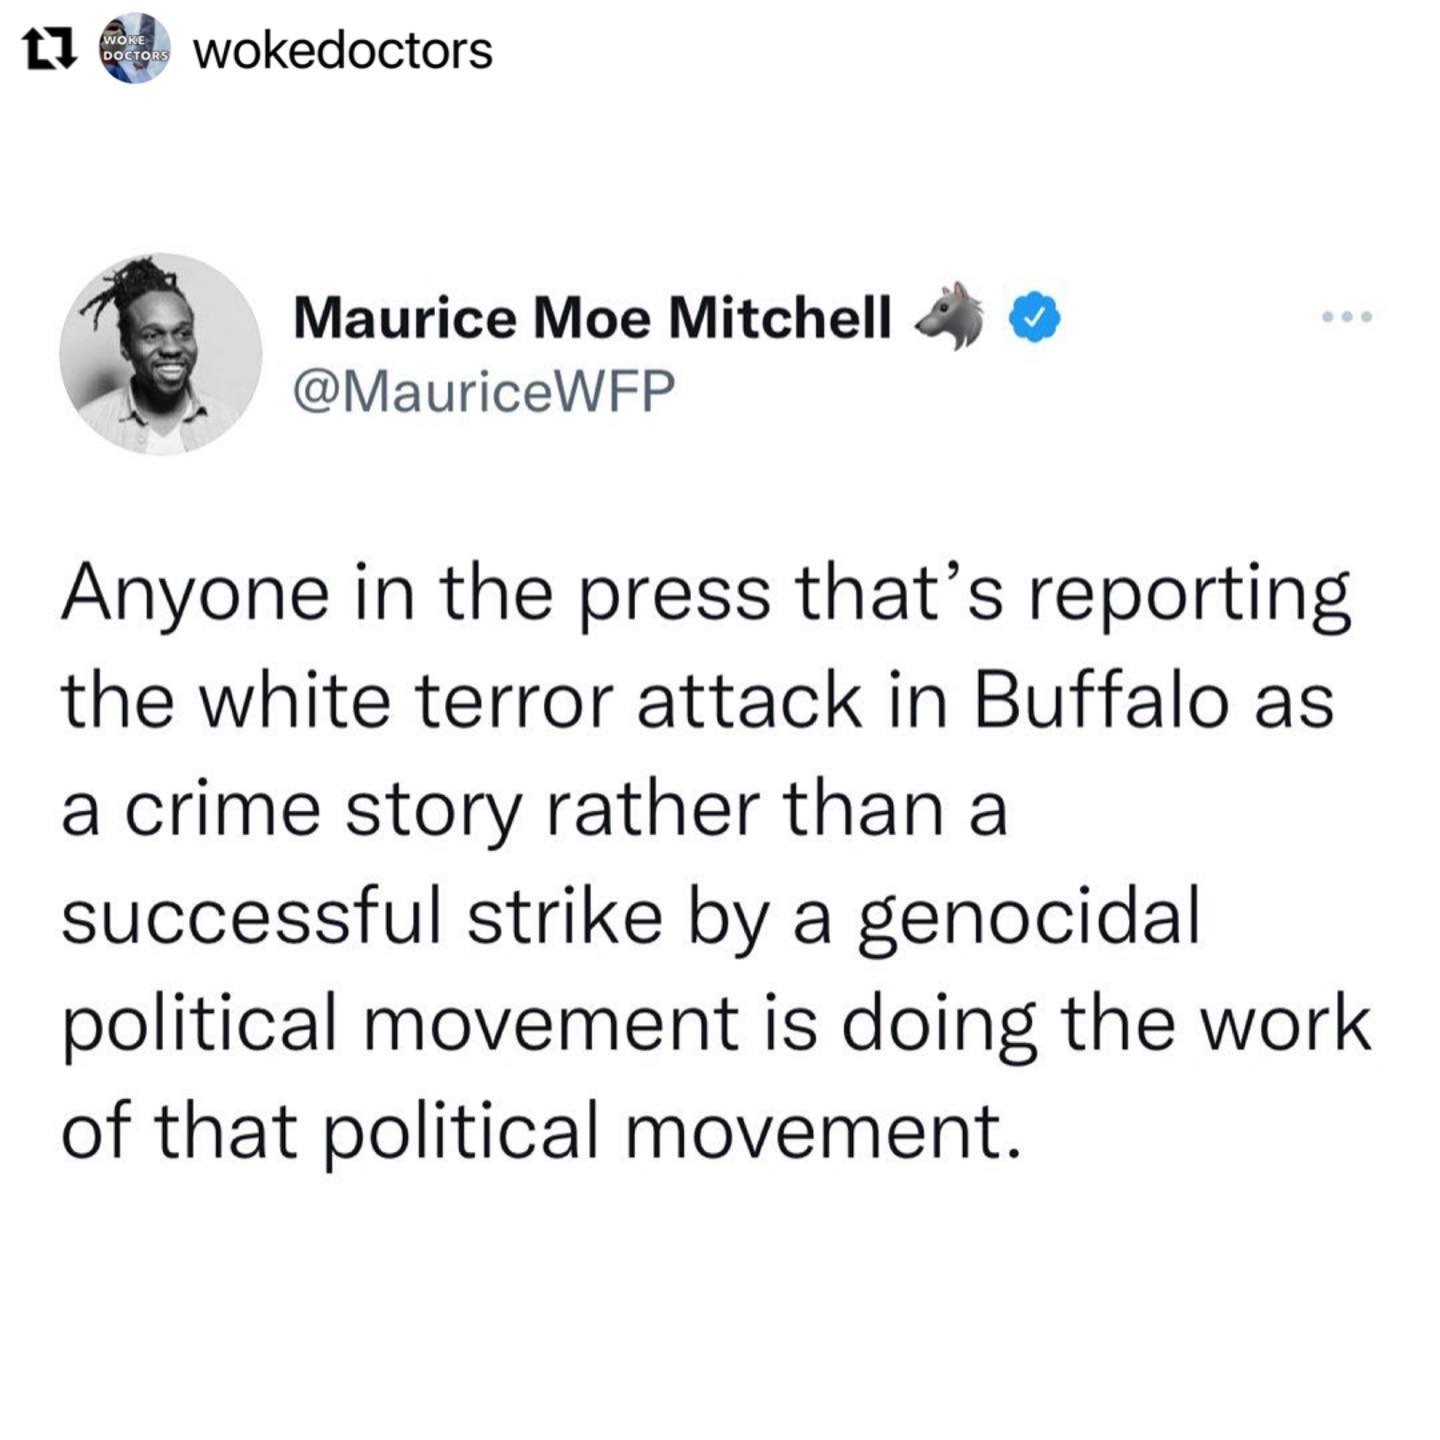 wokedoctors
WOKE
DOCTORS
Maurice Moe Mitchell 🐺
@MauriceWFP
Anyone in the press that’s reporting
the white terror attack in Buffalo as
a crime story rather than a
successful strike by a genocidal
political movement is doing the work
of that political movement.